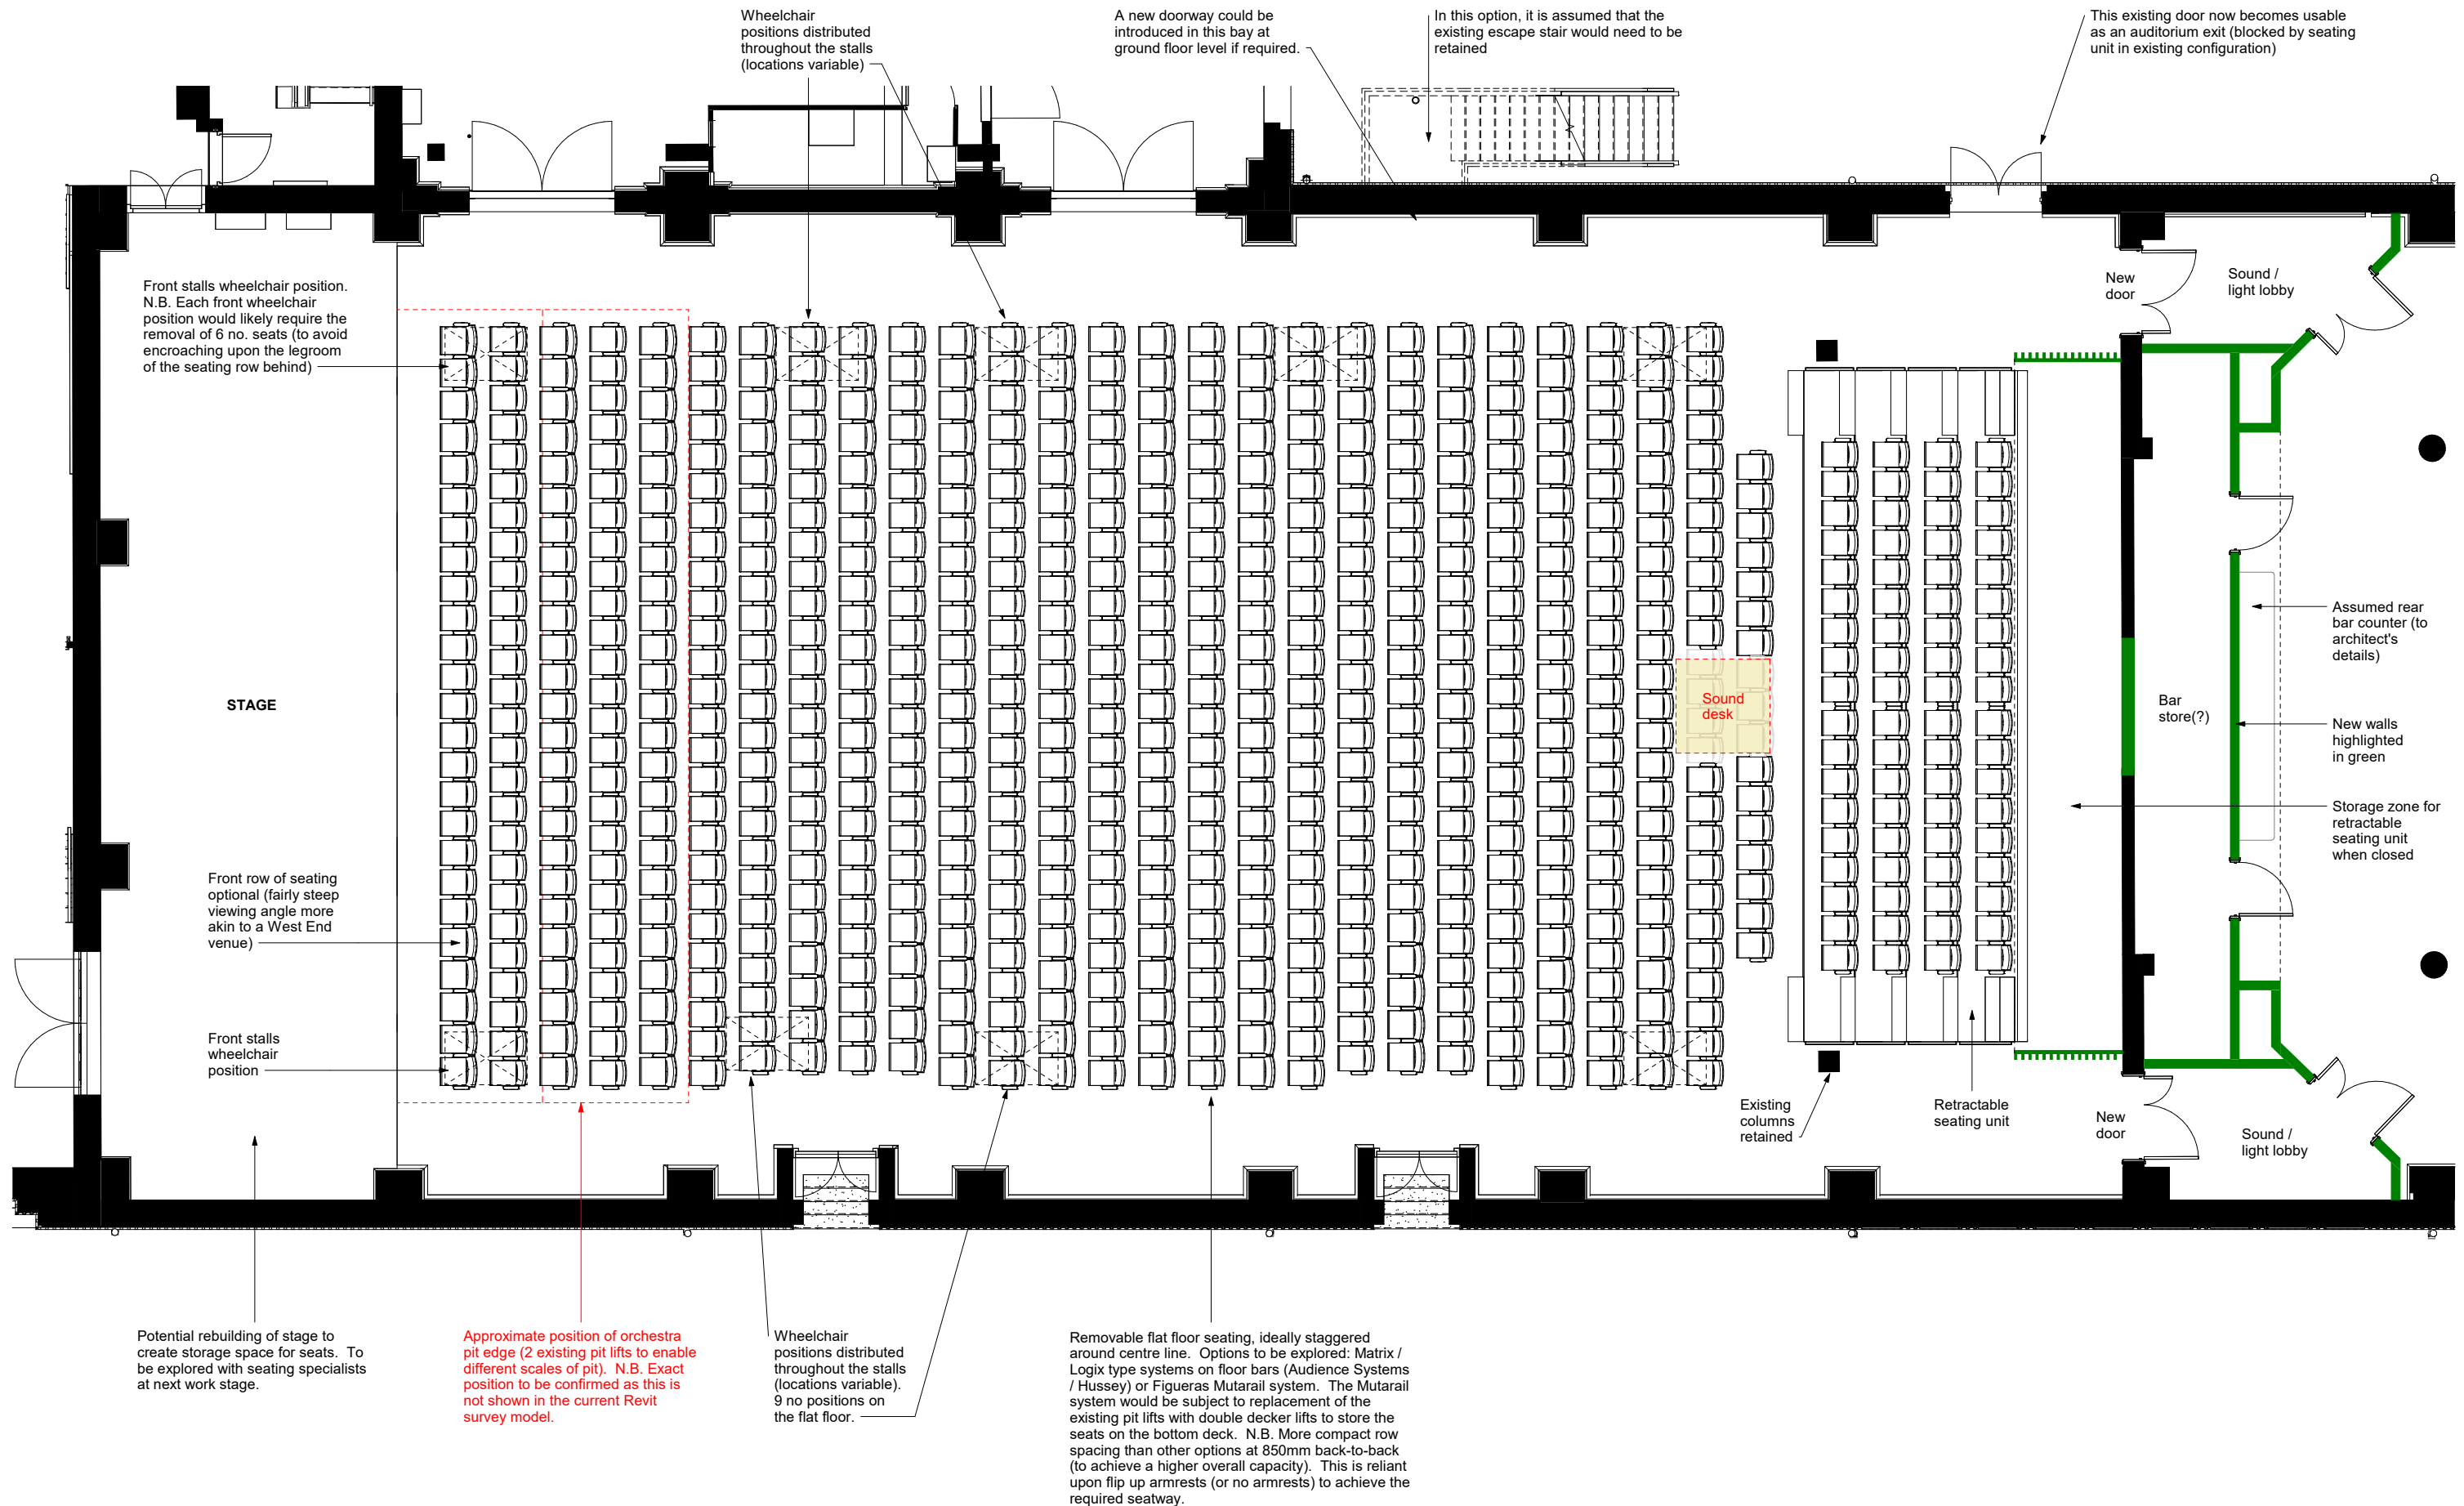 Wheelchair
positions distributed
throughout the stalls
(locations variable)
A new doorway could be
introduced in this bay at
ground floor level if required.
In this option, it is assumed that the
existing escape stair would need to be
retained
This existing door now becomes usable
as an auditorium exit (blocked by seating
unit in existing configuration)
Front stalls wheelchair position.
N.B. Each front wheelchair
position would likely require the
removal of 6 no. seats (to avoid
encroaching upon the legroom
of the seating row behind)
New
door
Sound /
light lobby
STAGE
Sound
desk
Bar
store(?)
Assumed rear
bar counter (to
architect's
details)
New walls
highlighted
in green
Storage zone for
retractable
seating unit
when closed
Front row of seating
optional (fairly steep
viewing angle more
akin to a West End
venue)
Front stalls
wheelchair
position
Existing
columns
retained
Retractable
seating unit
New
door
Sound /
light lobby
Potential rebuilding of stage to
create storage space for seats. To
be explored with seating specialists
at next work stage.
Approximate position of orchestra
pit edge (2 existing pit lifts to enable
different scales of pit). N.B. Exact
position to be confirmed as this is
not shown in the current Revit
survey model.
Wheelchair
positions distributed
throughout the stalls
(locations variable).
9 no positions on
the flat floor.
Removable flat floor seating, ideally staggered
around centre line. Options to be explored: Matrix /
Logix type systems on floor bars (Audience Systems
/ Hussey) or Figueras Mutarail system. The Mutarail
system would be subject to replacement of the
existing pit lifts with double decker lifts to store the
seats on the bottom deck. N.B. More compact row
spacing than other options at 850mm back-to-back
(to achieve a higher overall capacity). This is reliant
upon flip up armrests (or no armrests) to achieve the
required seatway.